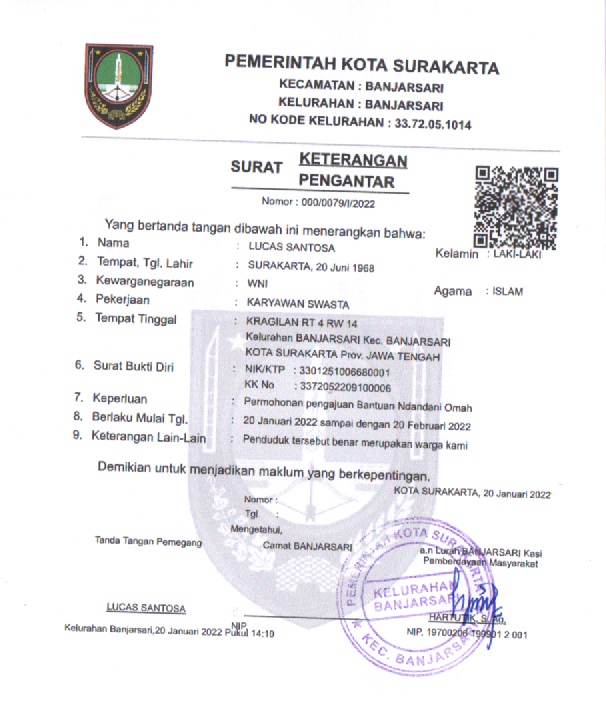 PEMERINTAH KOTA SURAKARTA
KECAMATAN : BANJARSARI
KELURAHAN : BANJARSARI
NO KODE KELURAHAN : 33.72.05.1014
SURAT KETERANGAN
PENGANTAR
Nomor : 000/0079/I/2022
Yang bertanda tangan dibawah ini menerangkan bahwa:
1. Nama : LUCAS SANTOSA Kelamin : LAKI-LAKI
2. Tempat, Tgl. Lahir : SURAKARTA, 20 Juni 1968
3. Kewarganegaraan : WNI Agama : ISLAM
4. Pekerjaan : KARYAWAN SWASTA
5. Tempat Tinggal : KRAGILAN RT 4 RW 14
Kelurahan BANJARSARI Kec. BANJARSARI
KOTA SURAKARTA Prov. JAWA TENGAH
6. Surat Bukti Diri : NIK/KTP : 3301251006680001
KK No : 3372052209100006
7. Keperluan : Permohonan pengajuan Bantuan Ndandani Omah
8. Berlaku Mulai Tgl. : 20 Januari 2022 sampai dengan 20 Februari 2022
9. Keterangan Lain-Lain : Penduduk tersebut benar merupakan warga kami
Demikian untuk menjadikan maklum yang berkepentingan.
KOTA SURAKARTA, 20 Januari 2022
Nomor :
Tgl :
Mengetahui,
Tanda Tangan Pemegang Camat BANJARSARI a.n Lurah BANJARSARI Kasi
Pemberdayaan Masyarakat
PEMERINTAH KOTA SURAKARTA
KELURAHAN
BANJARSARI
KEC. BANJARSARI
LUCAS SANTOSA HARTUTIK, S.
NIP. NIP. 19700206 199901 2 001
Kelurahan Banjarsari,20 Januari 2022 Pukul 14:10